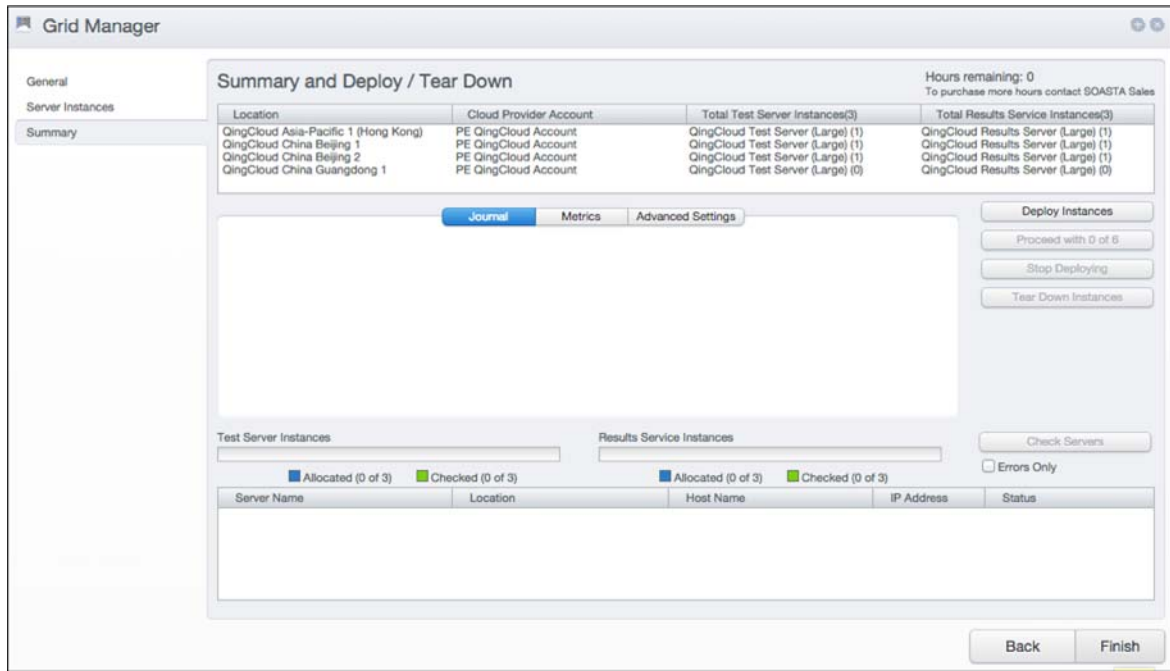 Grid Manager
General
Server Instances
Summary
Summary and Deploy / Tear Down
Hours remaining: 0
To purchase more hours contact SOASTA Sales
Location Cloud Provider Account Total Test Server Instances(3) Total Results Service Instances(3)
QingCloud Asia-Pacific 1 (Hong Kong) PE QingCloud Account QingCloud Test Server (Large) (1) QingCloud Results Server (Large) (1)
QingCloud China Beijing 1 PE QingCloud Account QingCloud Test Server (Large) (1) QingCloud Results Server (Large) (1)
QingCloud China Beijing 2 PE QingCloud Account QingCloud Test Server (Large) (1) QingCloud Results Server (Large) (1)
QingCloud China Guangdong 1 PE QingCloud Account QingCloud Test Server (Large) (0) QingCloud Results Server (Large) (0)
Journal Metrics Advanced Settings
Deploy Instances
Proceed with 0 of 6
Stop Deploying
Tear Down Instances
Test Server Instances Results Service Instances
Check Servers
Errors Only
Allocated (0 of 3) Checked (0 of 3) Allocated (0 of 3) Checked (0 of 3)
Server Name Location Host Name IP Address Status
Back Finish